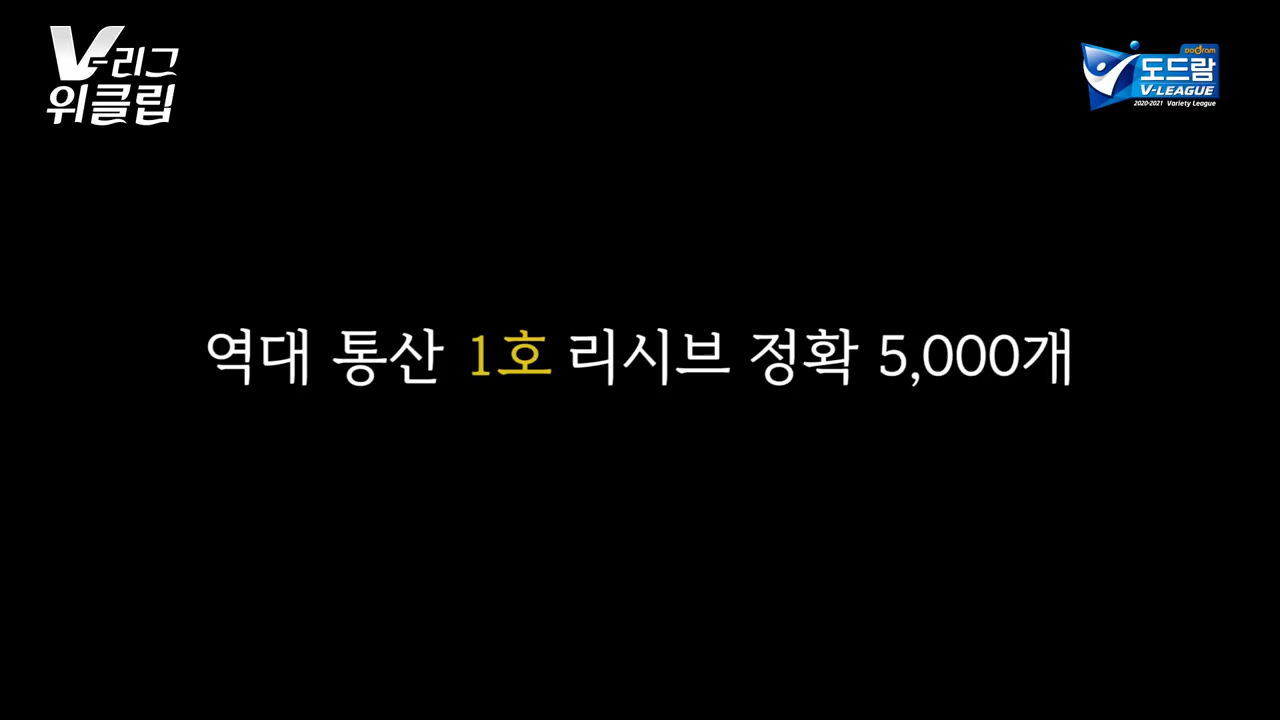 V-리그
위클립
DODRAM
도드람
V-LEAGUE
2020-2021 Variety League
역대 통산 1호 리시브 정확 5,000개